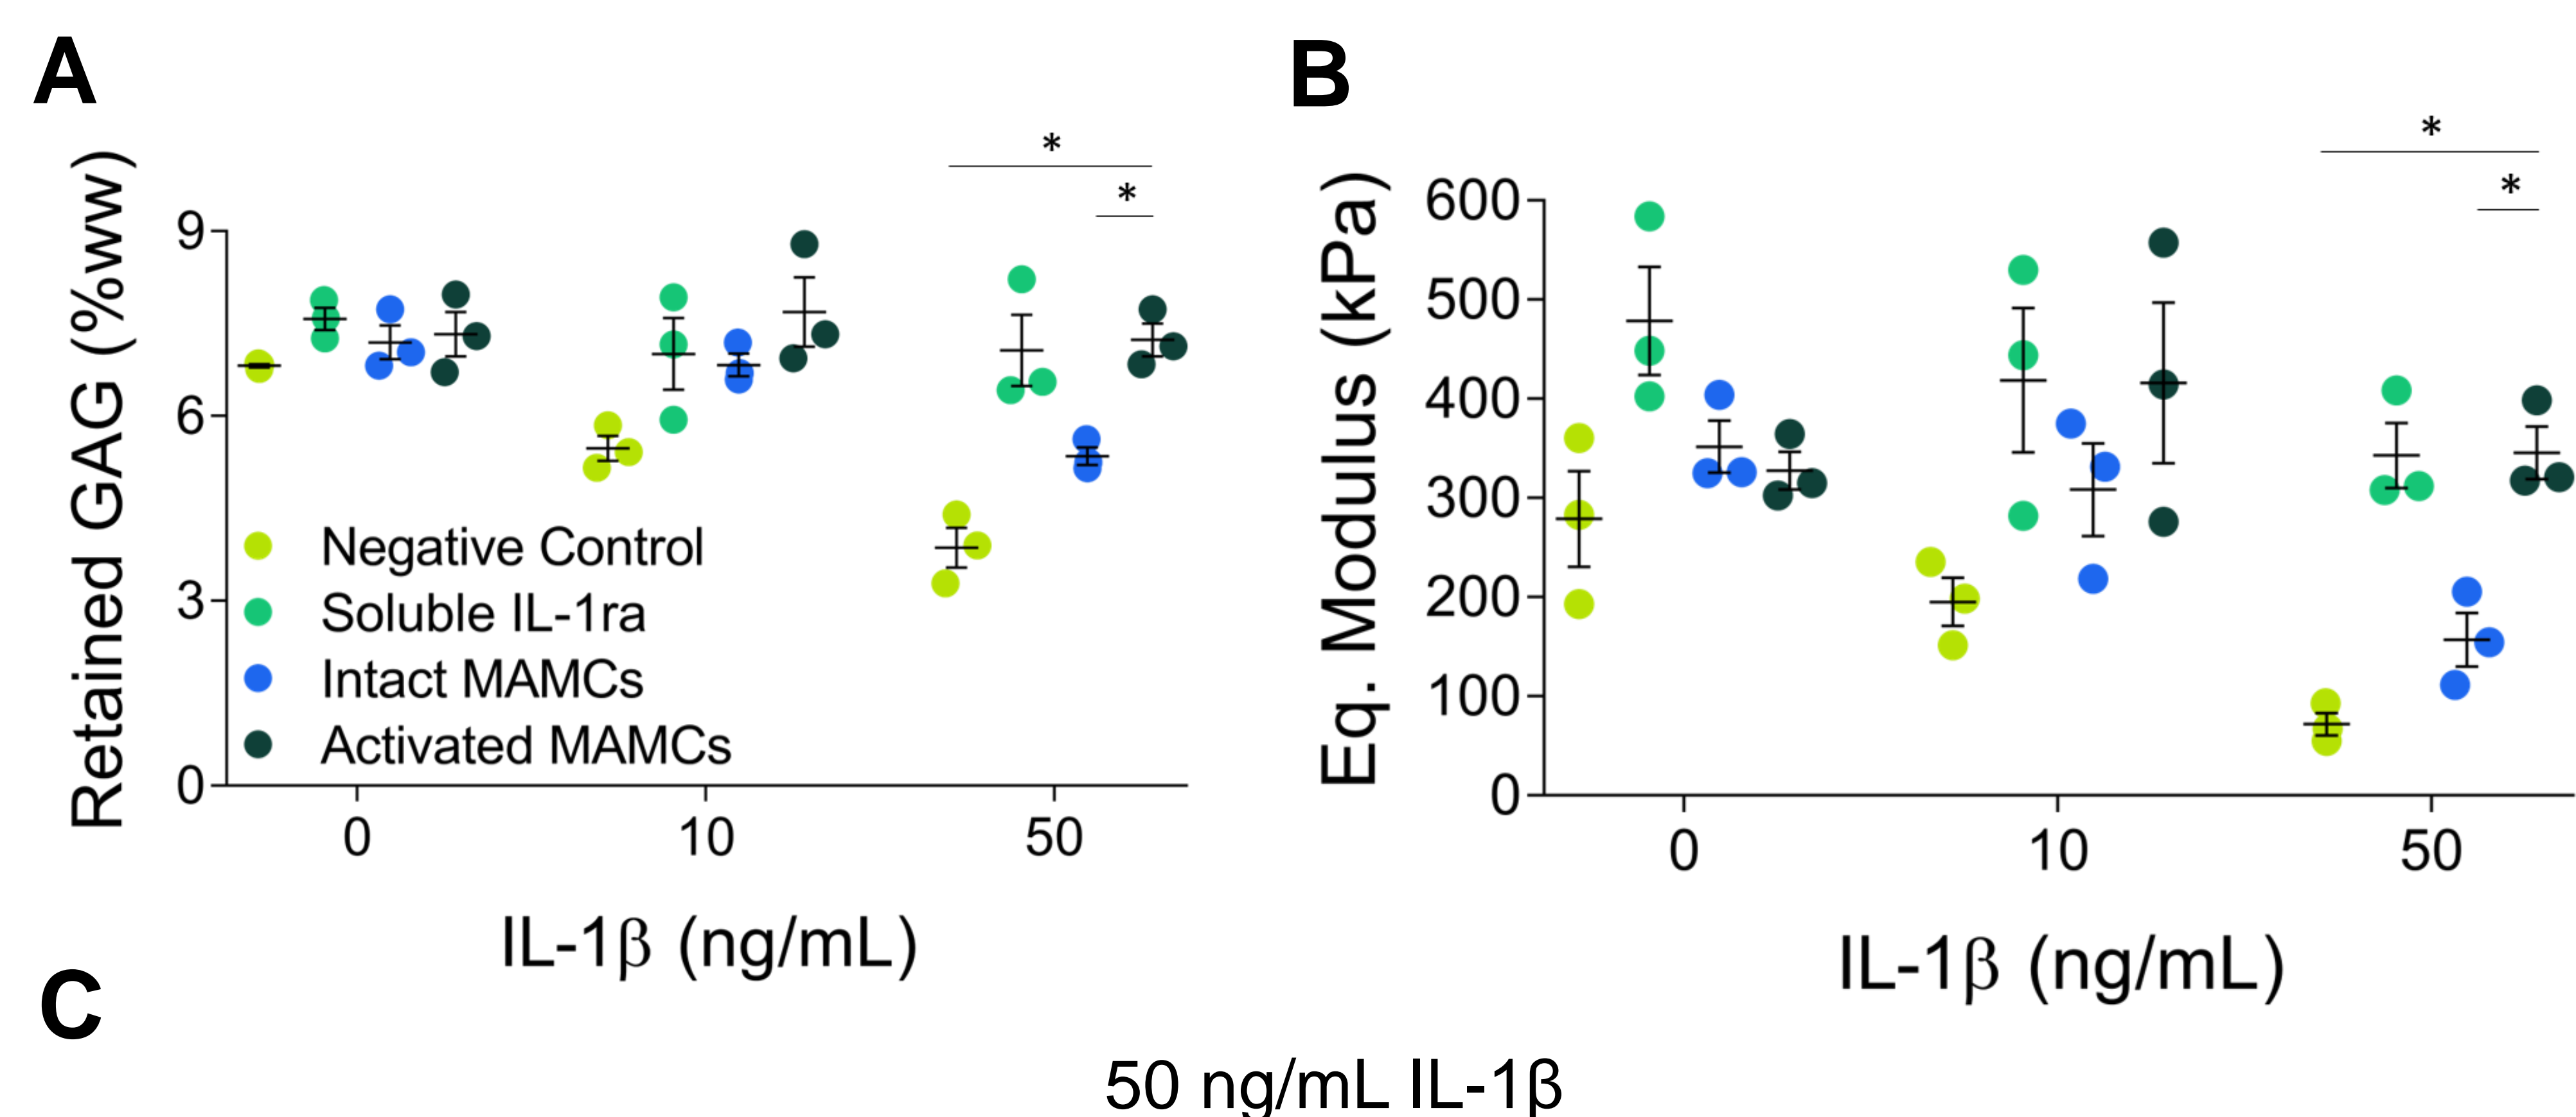 A
Retained GAG (%ww)
9
6
3
0
*
*
Negative Control
Soluble IL-1ra
Intact MAMCs
Activated MAMCs
0 10 50
IL-1β (ng/mL)
B
Eq. Modulus (kPa)
600
500
400
300
200
100
0
*
*
0 10 50
IL-1β (ng/mL)
C
50 ng/mL IL-1β